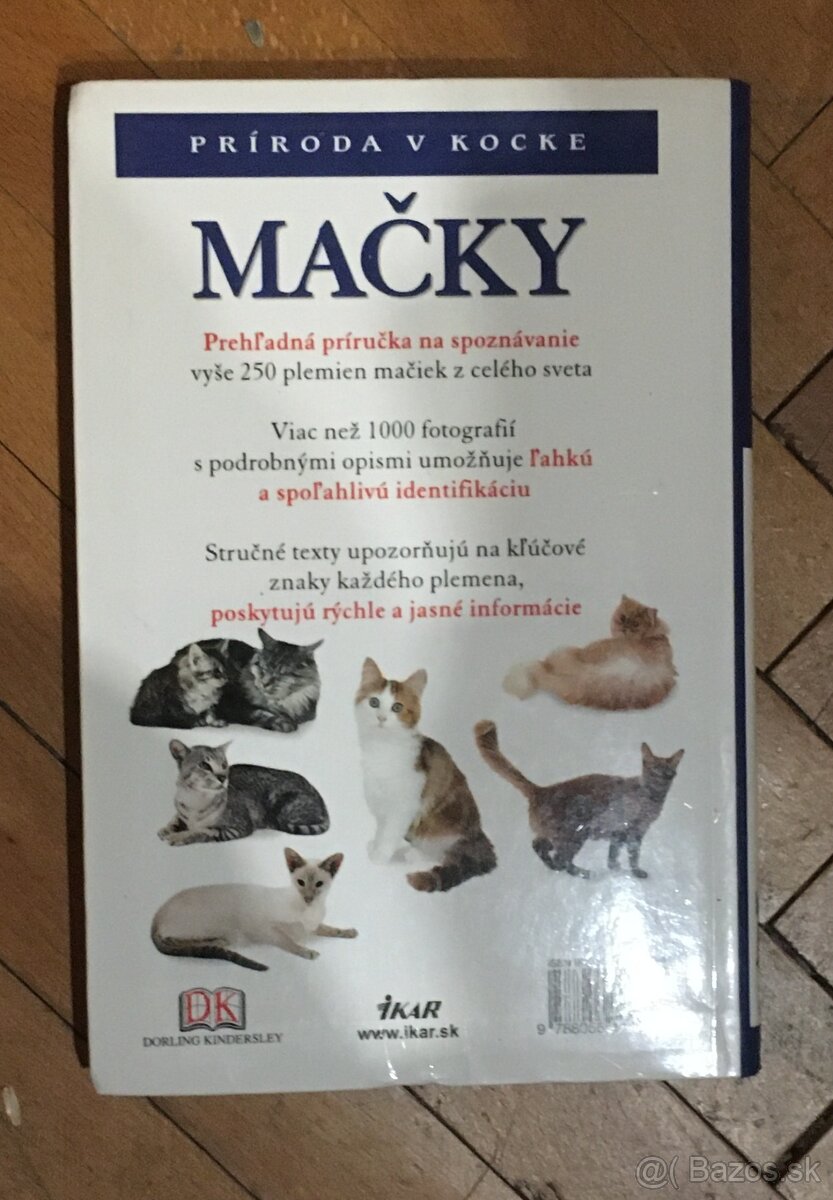 PRÍRODA V KOCKE
MAČKY
Prehľadná príručka na spoznávanie
vyše 250 plemien mačiek z celého sveta
Viac než 1000 fotografií
s podrobnými opismi umožňuje ľahkú
a spoľahlivú identifikáciu
Stručné texty upozorňujú na kľúčové
znaky každého plemena,
poskytujú rýchle a jasné informácie
DK
DORLING KINDERSLEY
IKAR
www.ikar.sk
ISBN
@( Bazos.sk